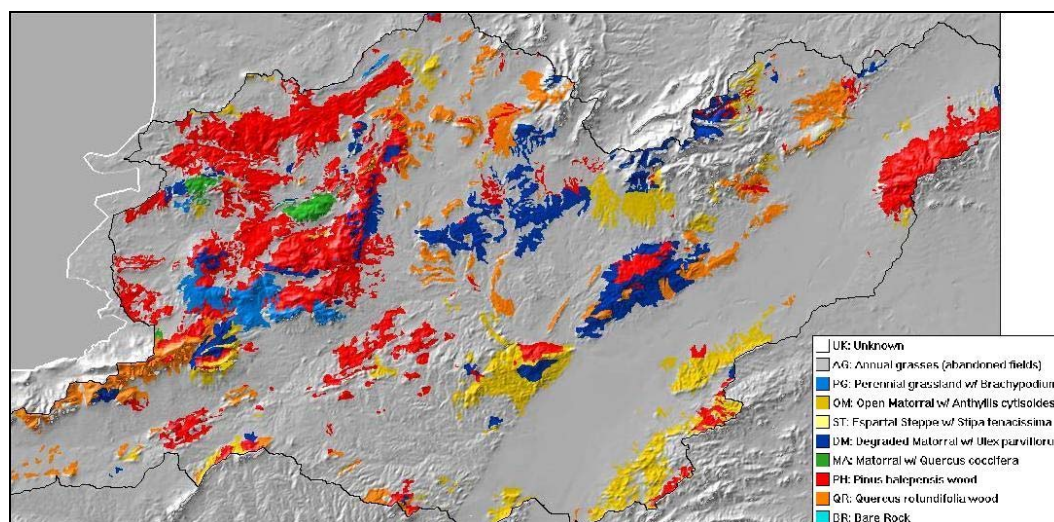 UK: Unknown
AG: Annual grasses (abandoned fields)
PG: Perennial grassland w/ Brachypodium
OM: Open Matorral w/ Anthyllis cytisoides
ST: Espartal Steppe w/ Stipa tenacissima
DM: Degraded Matorral w/ Ulex parvifloru
MA: Matorral w/ Quercus coccifera
PH: Pinus halepensis wood
QR: Quercus rotundifolia wood
BR: Bare Rock